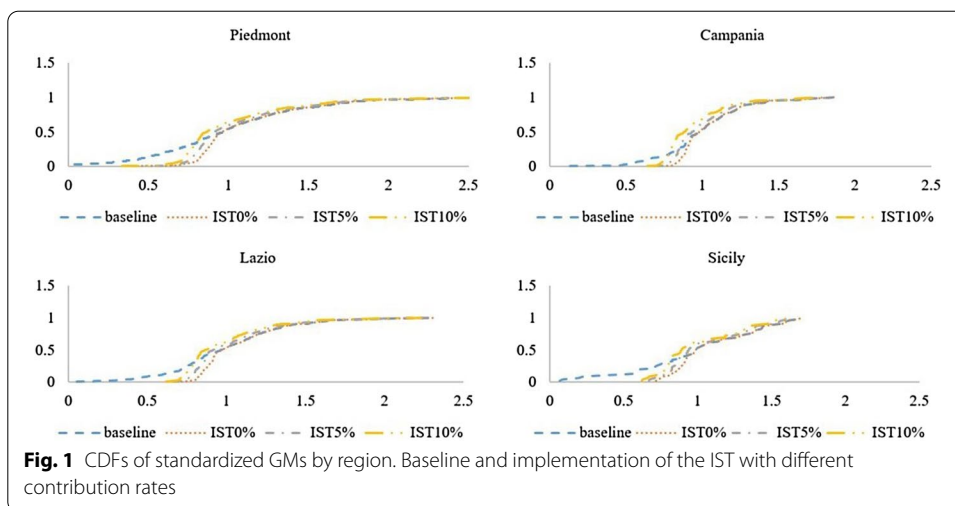 Piedmont
1.5
1
0.5
0
0 0.5 1 1.5 2 2.5
baseline IST0% IST5% IST10%
Campania
1.5
1
0.5
0
0 0.5 1 1.5 2 2.5
baseline IST0% IST5% IST10%
Lazio
1.5
1
0.5
0
0 0.5 1 1.5 2 2.5
baseline IST0% IST5% IST10%
Sicily
1.5
1
0.5
0
0 0.5 1 1.5 2 2.5
baseline IST0% IST5% IST10%
Fig. 1 CDFs of standardized GMs by region. Baseline and implementation of the IST with different
contribution rates